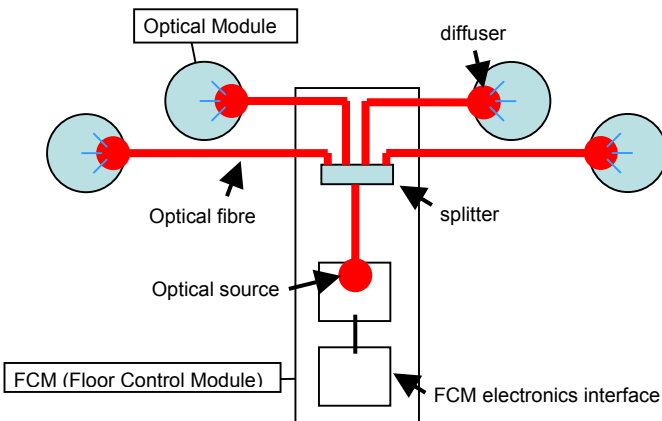 Optical Module
diffuser
Optical fibre
splitter
Optical source
FCM (Floor Control Module)
FCM electronics interface